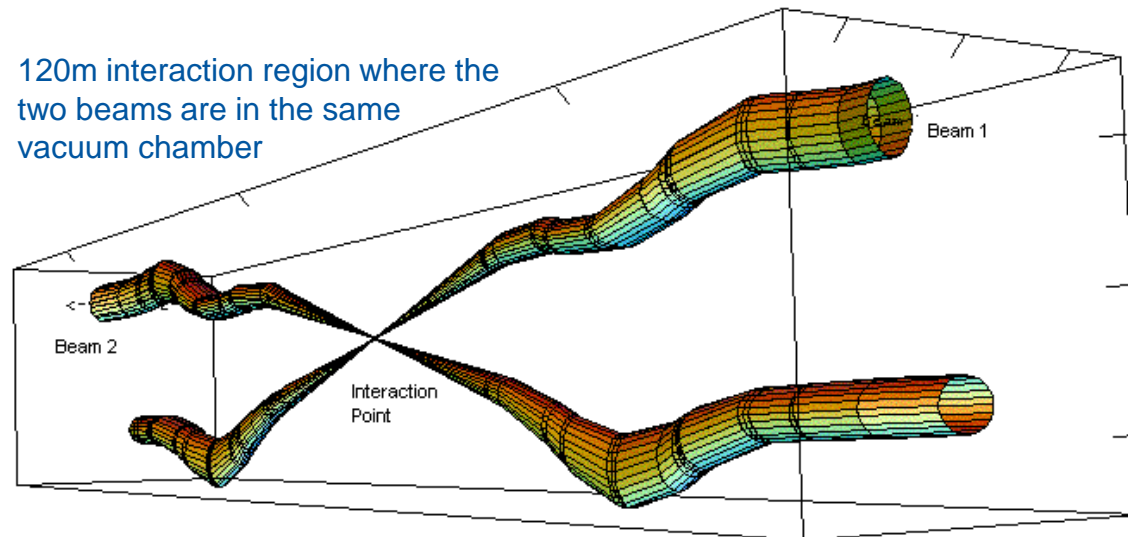 120m interaction region where the
two beams are in the same
vacuum chamber
Beam 1
Beam 2
Interaction
Point